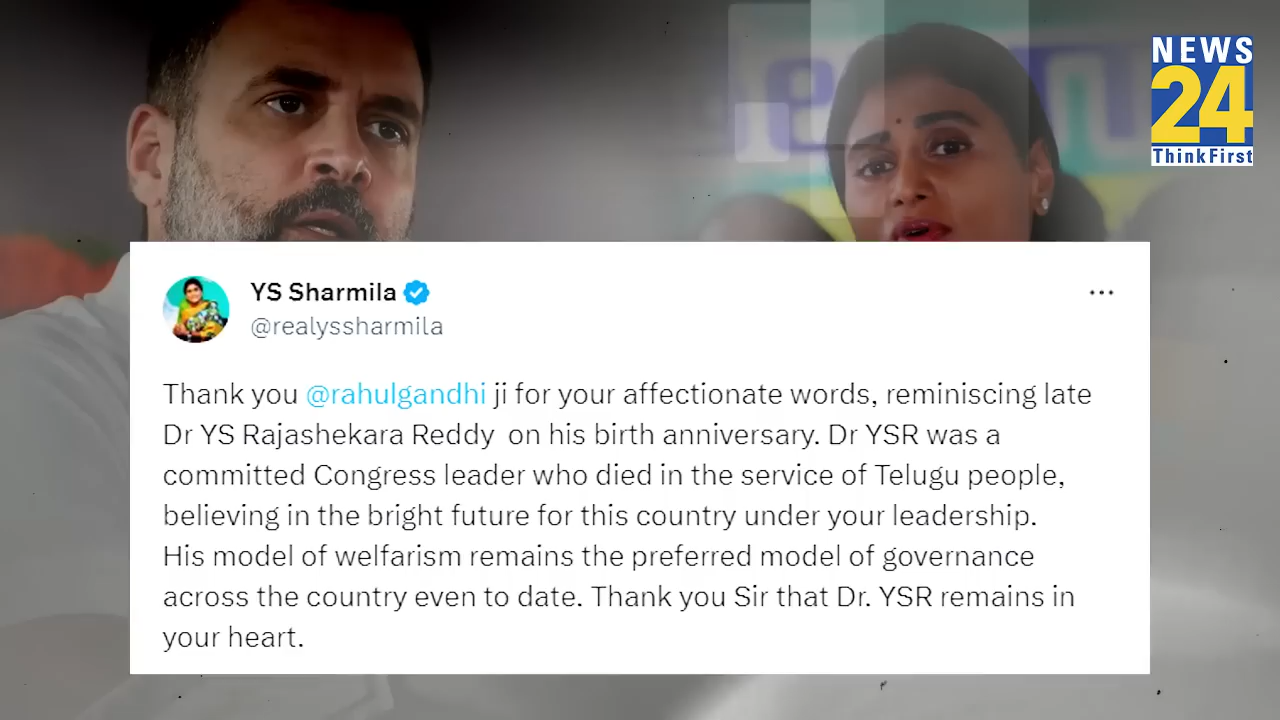 NEWS
24
ThinkFirst
YS Sharmila
@realyssharmila
Thank you @rahulgandhi ji for your affectionate words, reminiscing late
Dr YS Rajashekara Reddy on his birth anniversary. Dr YSR was a
committed Congress leader who died in the service of Telugu people,
believing in the bright future for this country under your leadership.
His model of welfarism remains the preferred model of governance
across the country even to date. Thank you Sir that Dr. YSR remains in
your heart.